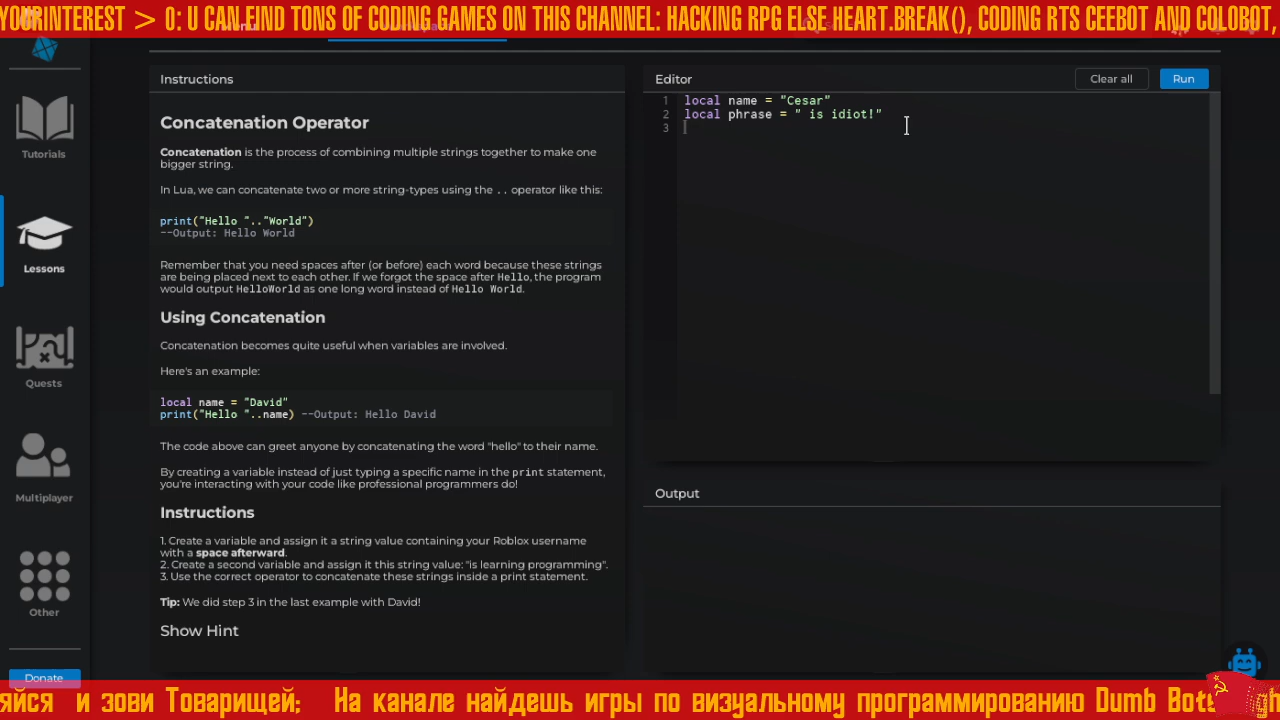 YOURINTEREST > 0: U CAN FIND TONS OF CODING GAMES ON THIS CHANNEL: HACKING RPG ELSE HEART.BREAK(), CODING RTS CEEBOT AND COLOBOT,
Tutorials
Lessons
Quests
Multiplayer
Other
Donate
Instructions
Concatenation Operator
Concatenation is the process of combining multiple strings together to make one
bigger string.
In Lua, we can concatenate two or more string-types using the .. operator like this:
print("Hello ".."World")
--Output: Hello World
Remember that you need spaces after (or before) each word because these strings
are being placed next to each other. If we forgot the space after Hello, the program
would output HelloWorld as one long word instead of Hello World.
Using Concatenation
Concatenation becomes quite useful when variables are involved.
Here's an example:
local name = "David"
print("Hello "..name) --Output: Hello David
The code above can greet anyone by concatenating the word "hello" to their name.
By creating a variable instead of just typing a specific name in the print statement,
you're interacting with your code like professional programmers do!
Instructions
1. Create a variable and assign it a string value containing your Roblox username
with a space afterward.
2. Create a second variable and assign it this string value: "is learning programming".
3. Use the correct operator to concatenate these strings inside a print statement.
Tip: We did step 3 in the last example with David!
Show Hint
Editor
Clear all
Run
1 local name = "Cesar"
2 local phrase = " is idiot!"
3
Output
яйся и зови Товарищей; На канале найдешь игры по визуальному программированию Dumb Bots